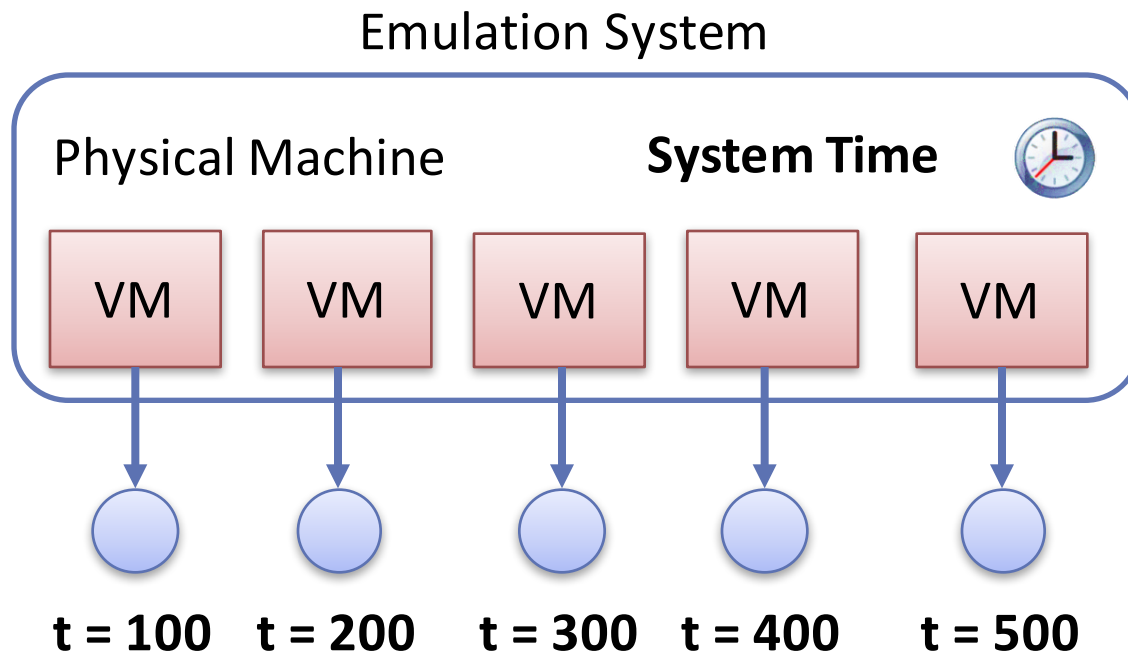 Emulation System
Physical Machine System Time
VM VM VM VM VM
t = 100 t = 200 t = 300 t = 400 t = 500